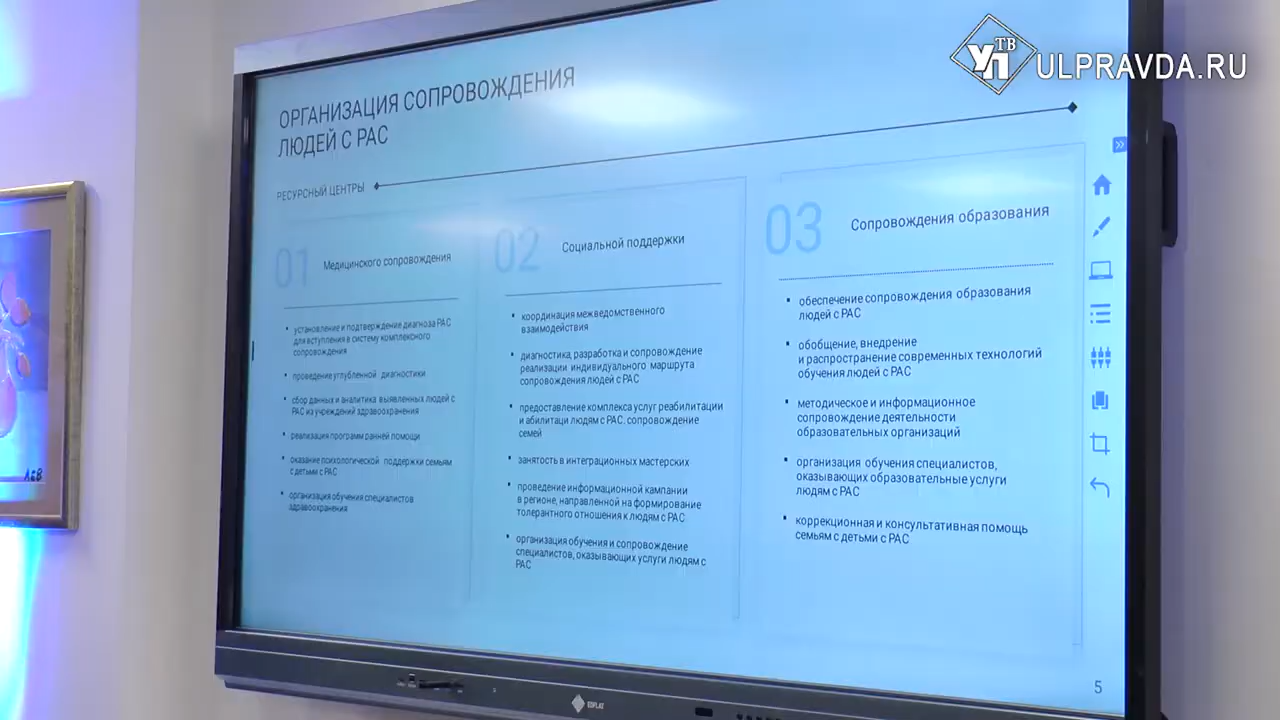 УП ТВ ULPRAVDA.RU
ОРГАНИЗАЦИЯ СОПРОВОЖДЕНИЯ
ЛЮДЕЙ С РАС
РЕСУРСНЫЙ ЦЕНТРЫ
01 Медицинского сопровождения
установление и подтверждение диагноза РАС
для вступления в систему комплексного
сопровождения
проведение углубленной диагностики
сбор данных и аналитика выявленных людей с
РАС из учреждений здравоохранения
реализация программ ранней помощи
оказание психологической поддержки семьям
с детьми с РАС
организация обучения специалистов
здравоохранения
02 Социальной поддержки
координация межведомственного
взаимодействия
диагностика, разработка и сопровождение
реализации индивидуального маршрута
сопровождения людей с РАС
предоставление комплекса услуг реабилитации
и абилитаци людям с РАС. сопровождение
семей
занятость в интеграционных мастерских
проведение информационной кампании
в регионе, направленной на формирование
толерантного отношения к людям с РАС
организация обучения и сопровождение
специалистов, оказывающих услуги людям с
РАС
03 Сопровождения образования
обеспечение сопровождения образования
людей с РАС
обобщение, внедрение
и распространение современных технологий
обучения людей с РАС
методическое и информационное
сопровождение деятельности
образовательных организаций
организация обучения специалистов,
оказывающих образовательные услуги
людям с РАС
коррекционная и консультативная помощь
семьям с детьми с РАС
5
EDFLAT